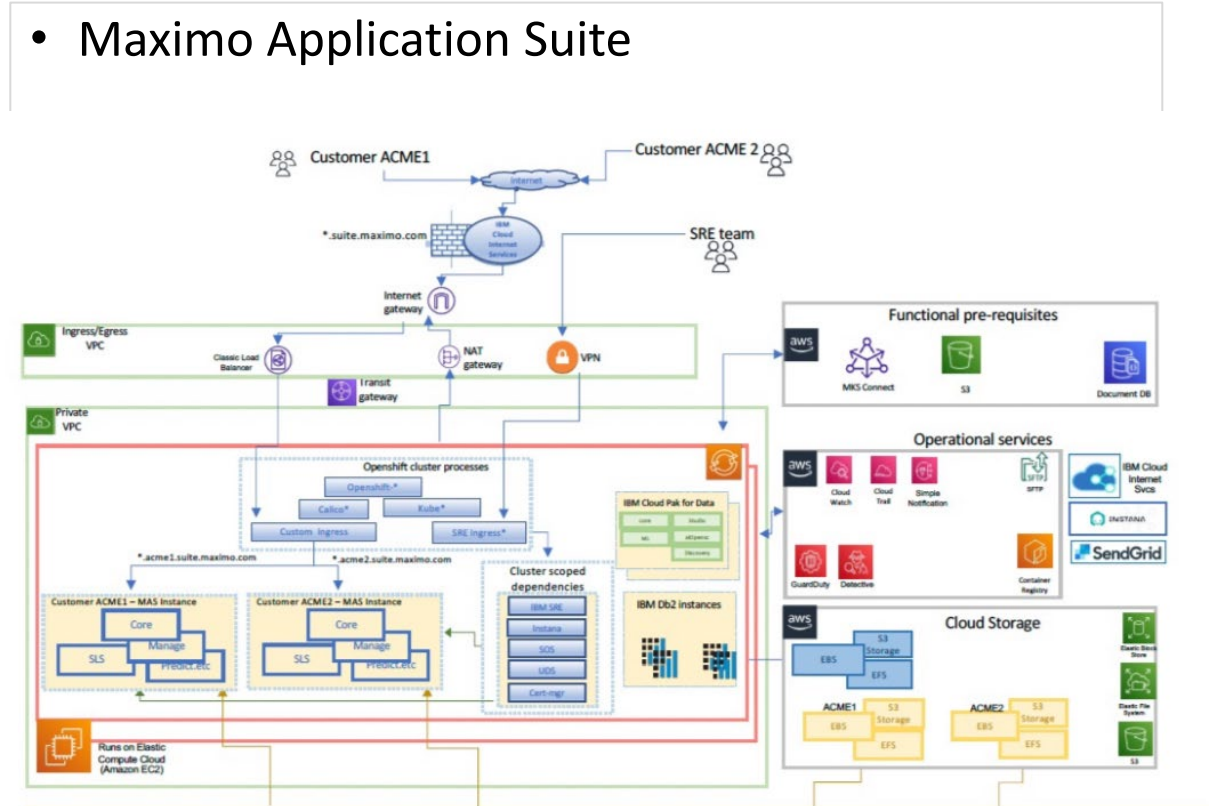 • Maximo Application Suite
Customer ACME1
Customer ACME 2
Internet
*.suite.maximo.com
IBM
Cloud
Internet
Services
SRE team
Internet
gateway
Ingress/Egress
VPC
Classic Load
Balancer
NAT
gateway
VPN
Transit
gateway
Private
VPC
Openshift cluster processes
Openshift-*
Calico*
Kube*
Custom Ingress
SRE Ingress*
*.acme1.suite.maximo.com
*.acme2.suite.maximo.com
Customer ACME1 – MAS Instance
Core
Manage
SLS
Predict.etc
Customer ACME2 – MAS Instance
Core
Manage
SLS
Predict.etc
Cluster scoped
dependencies
IBM SRE
Instana
SOS
UDS
Cert-mgr
IBM Cloud Pak for Data
core
Studio
Discovery
IBM Db2 instances
Runs on Elastic
Compute Cloud
(Amazon EC2)
Functional pre-requisites
aws
MKS Connect
S3
Document DB
Operational services
aws
Cloud
Watch
Cloud
Trail
Simple
Notification
SFTP
SFTP
GuardDuty
Detective
Container
Registry
IBM Cloud
Internet
Svcs
INSTANA
SendGrid
aws
Cloud Storage
S3
Storage
EBS
EFS
ACME1
S3
Storage
EBS
EFS
ACME2
S3
Storage
EBS
EFS
Elastic Block
Store
Elastic File
System
S3